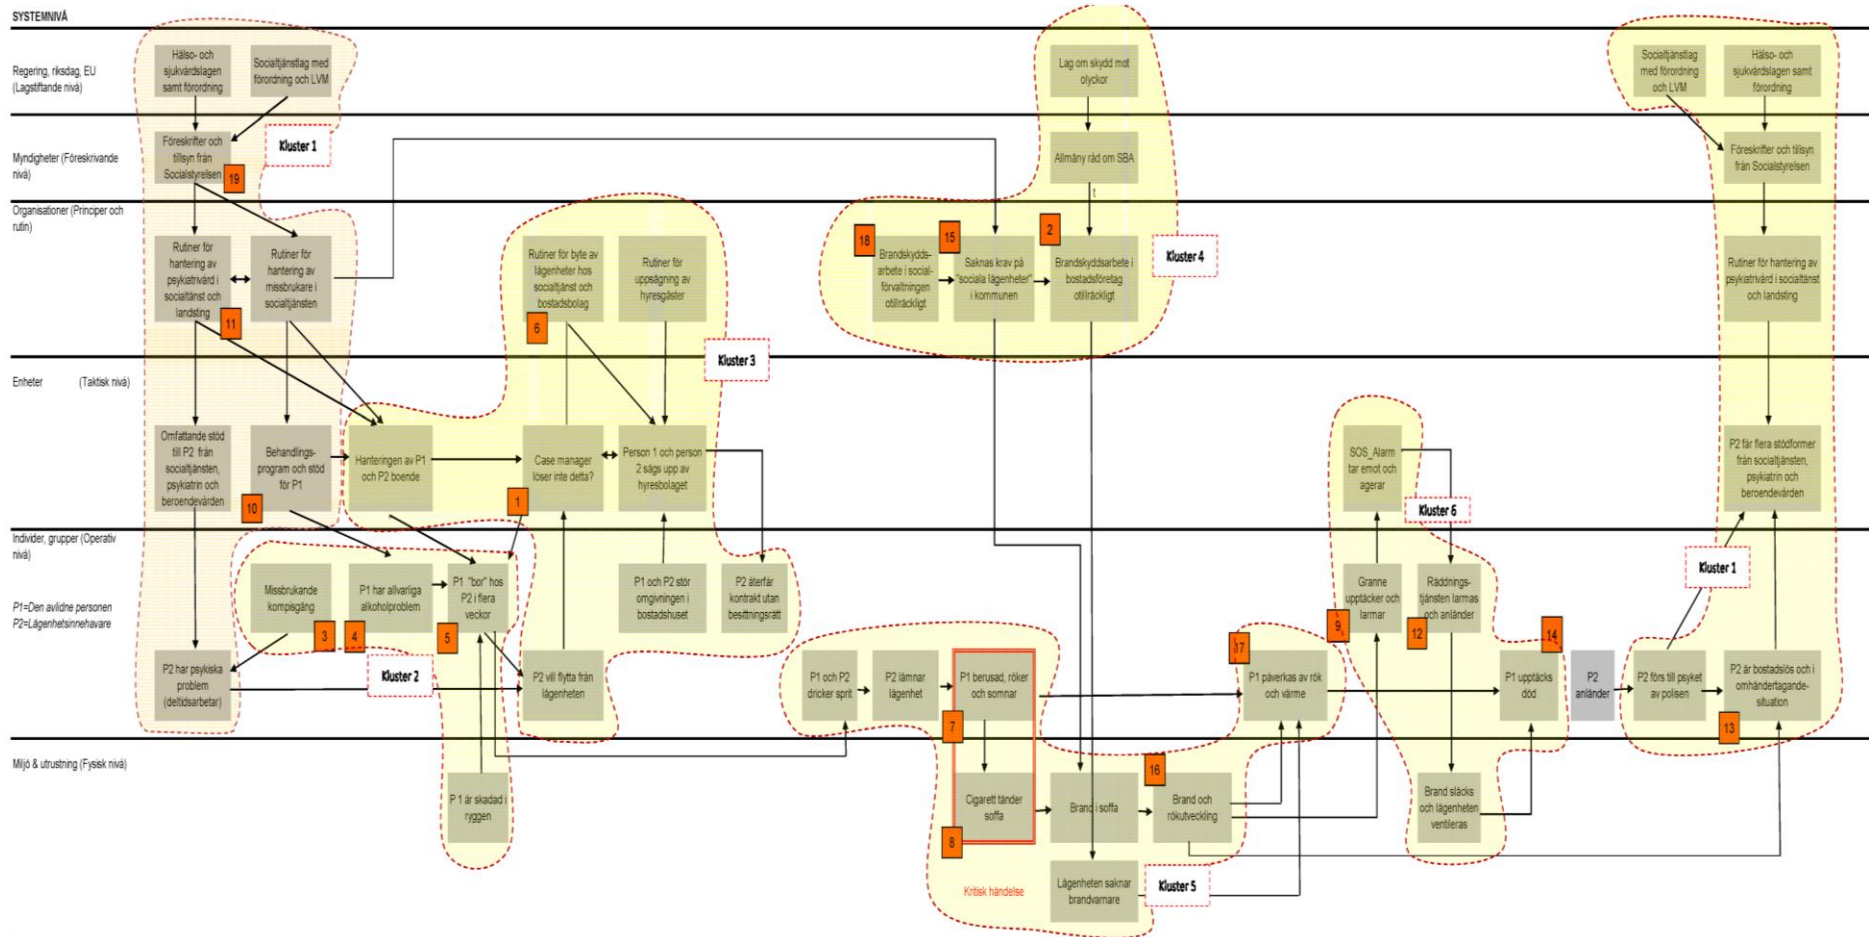 SYSTEMNIVÅ
Regering, riksdag, EU
(Lagstiftande nivå)
Hälso- och
sjukvårdslagen
samt förordning
Socialtjänstlag med
förordning och LVM
Lag om skydd mot
olyckor
Socialtjänstlag
med förordning
och LVM
Hälso- och
sjukvårdslagen samt
förordning
Myndigheter (Föreskrivande
nivå)
Föreskrifter och
tillsyn från
Socialstyrelsen
19
Kluster 1
Allmäny råd om SBA
t
Föreskrifter och tillsyn
från Socialstyrelsen
Organisationer (Principer och
rutin)
Rutiner för
hantering av
psykiatrivård i
socialtänst och
landsting
11
Rutiner för
hantering av
missbrukare i
socialtjänsten
Rutiner för byte av
lägenheter hos
socialtjänst och
bostadsbolag
6
Rutiner för
uppsägning av
hyresgäster
Kluster 3
18
Brandskydds-
arbete i social-
förvaltningen
otillräckligt
15
Saknas krav på
"sociala lägenheter"
i kommunen
2
Brandskyddsarbete i
bostadsföretag
otillräckligt
Kluster 4
Rutiner för hantering av
psykiatrivård i socialtänst
och landsting
Enheter (Taktisk nivå)
Omfattande stöd
till P2 från
socialtjänsten,
psykiatrin och
beroendevården
Behandlings-
program och stöd
för P1
10
Hanteringen av P1
och P2 boende
Case manager
löser inte detta?
1
Person 1 och person
2 sägs upp av
hyresbolaget
SOS_Alarm
tar emot och
agerar
Kluster 6
P2 får flera stödformer
från socialtjänsten,
psykiatrin och
beroendevården
Individer, grupper (Operativ
nivå)
P1=Den avlidne personen
P2=Lägenhetsinnehavare
Missbrukande
kompisgäng
3
P1 har allvarliga
alkoholproblem
4
P1 "bor" hos
P2 i flera
veckor
5
P1 och P2 stör
omgivningen i
bostadshuset
P2 återfår
kontrakt utan
besittningsrätt
Granne
upptäcker och
larmar
9
Räddnings-
tjänsten larmas
och anländer
12
Kluster 1
P2 har psykiska
problem
(deltidsarbetar)
Kluster 2
P2 vill flytta från
lägenheten
P1 och P2
dricker sprit
P2 lämnar
lägenhet
P1 berusad, röker
och somnar
7
17
P1 påverkas av rök
och värme
14
P1 upptäcks
död
P2
anländer
P2 förs till psyket
av polisen
P2 är bostadslös och i
omhändertagande-
situation
13
Miljö & utrustning (Fysisk nivå)
P 1 är skadad i
ryggen
Cigarett tänder
soffa
8
Brand i soffa
16
Brand och
rökutveckling
Brand släcks
och lägenheten
ventileras
Kritisk händelse
Lägenheten saknar
brandvarnare
Kluster 5